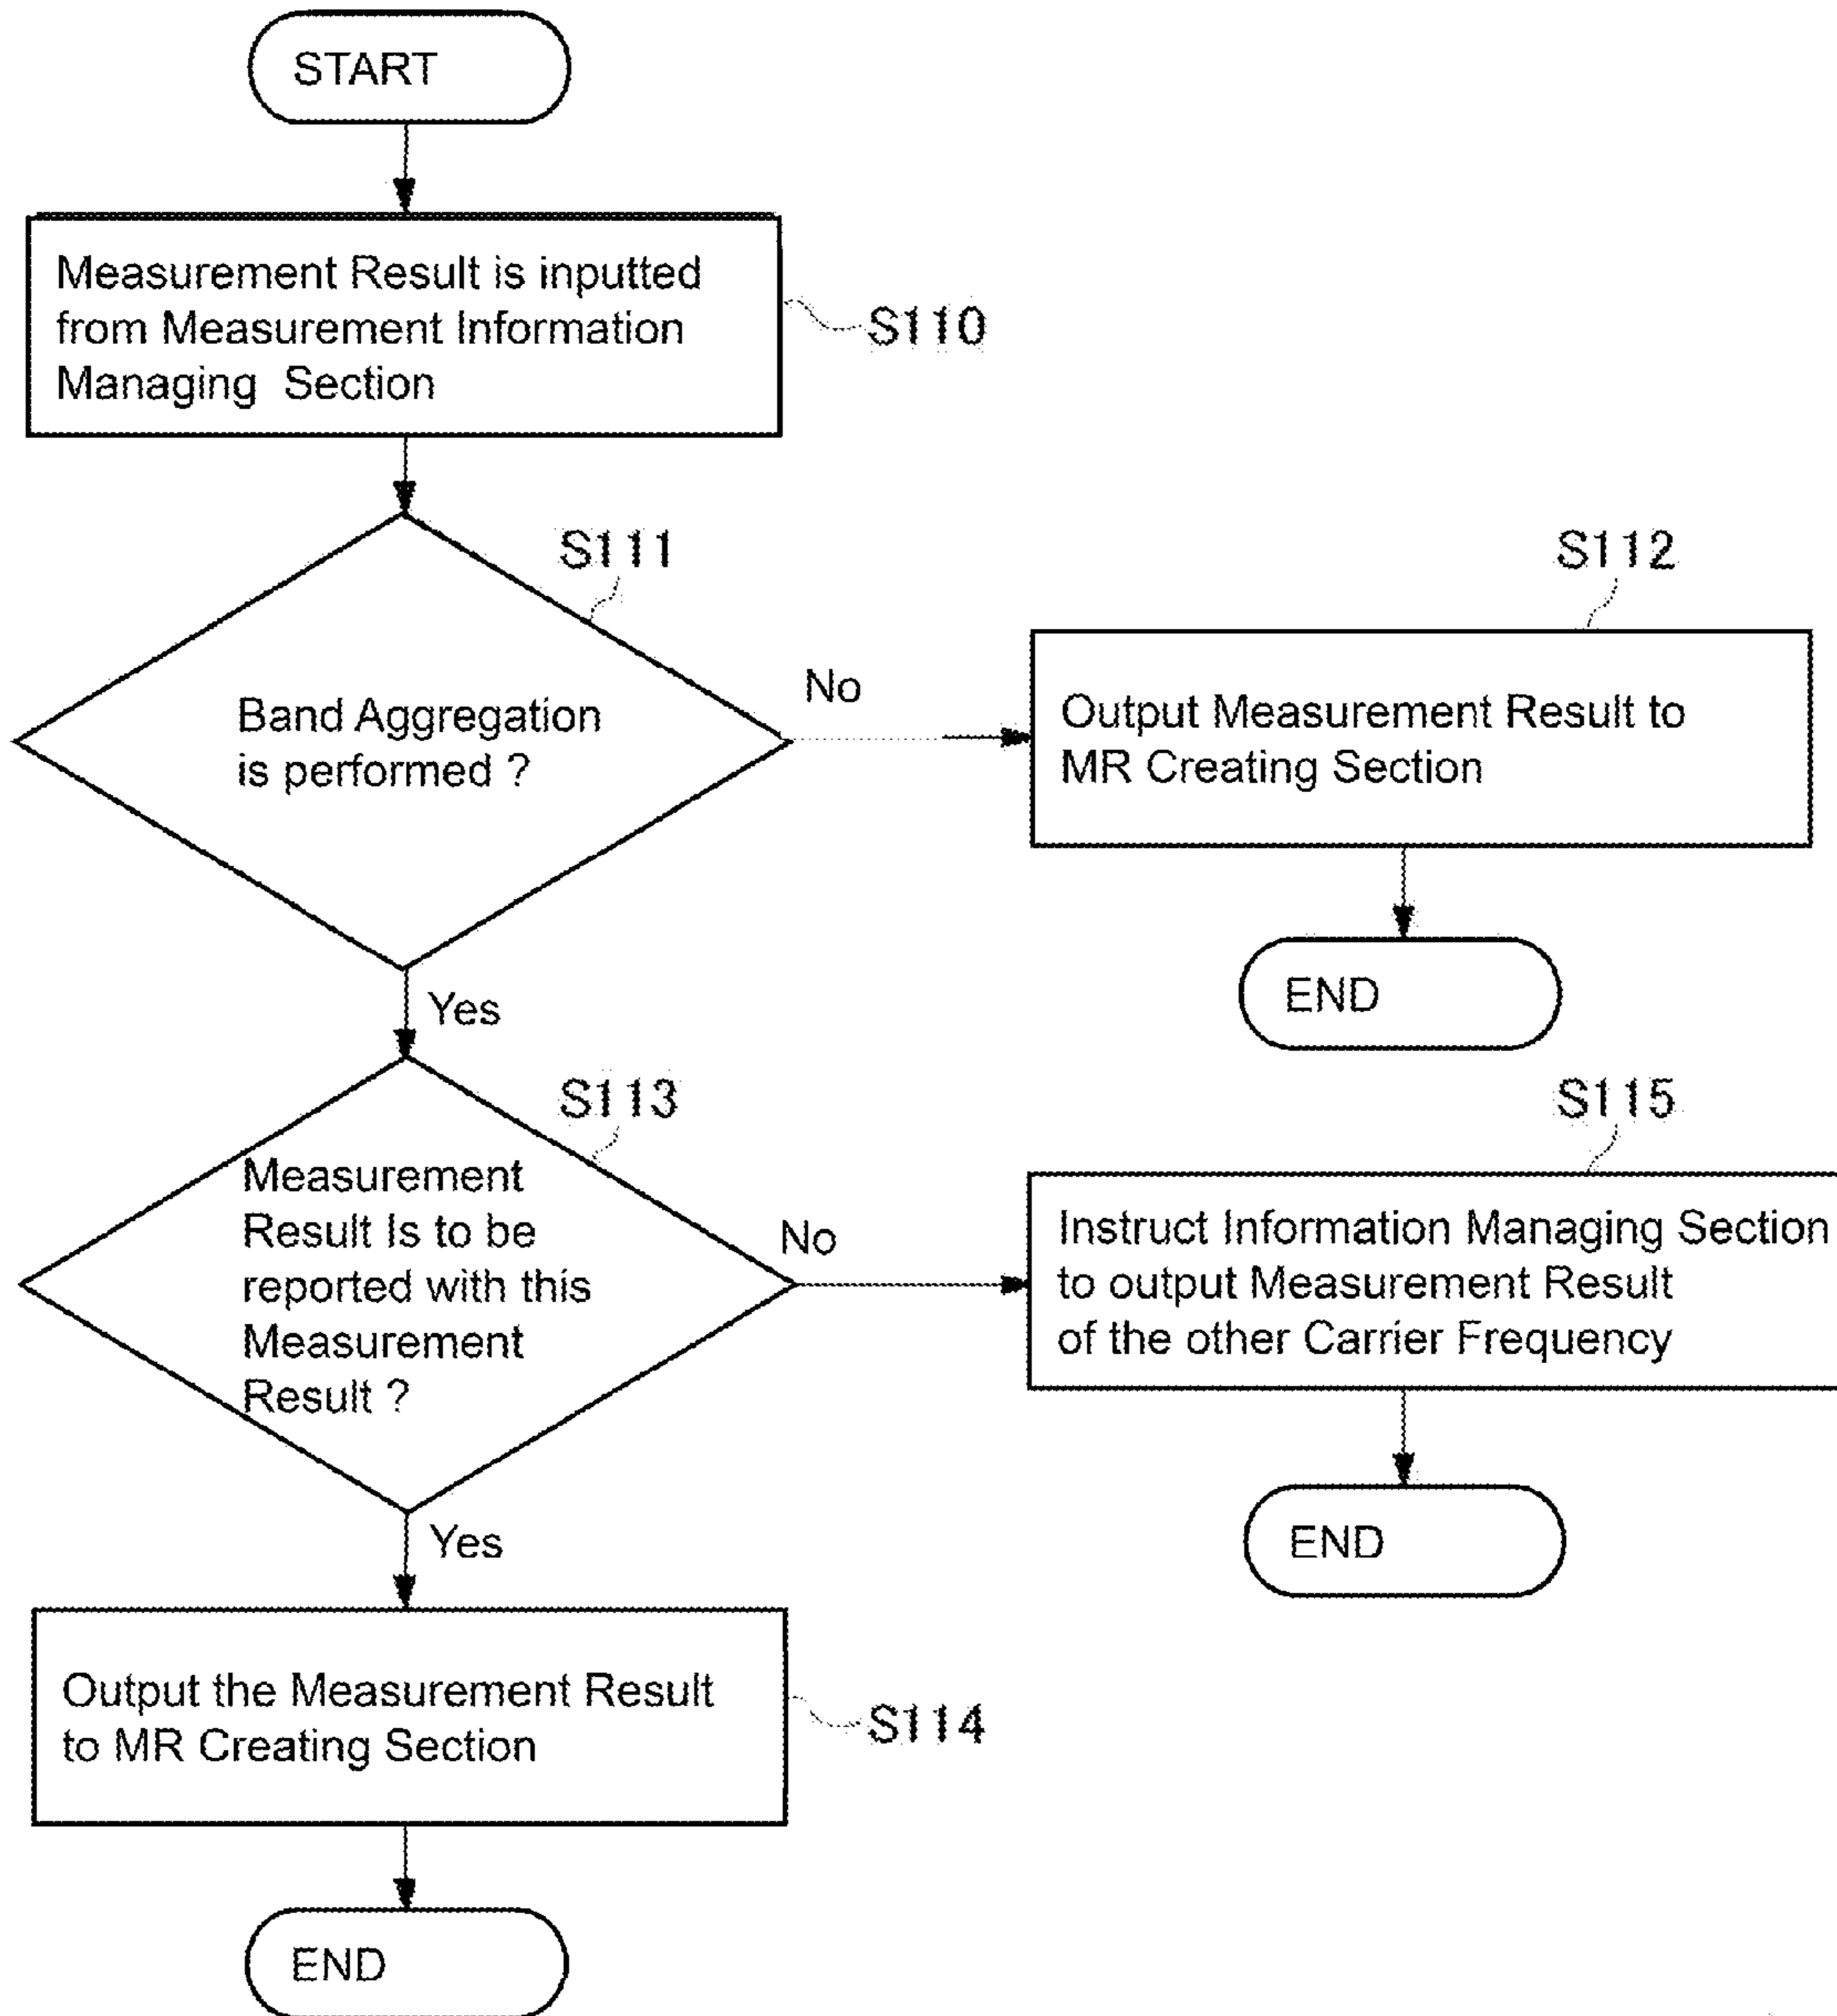 START
Measurement Result is inputted
from Measurement Information
Managing Section
S110
S111
Band Aggregation
is performed ?
No
S112
Output Measurement Result to
MR Creating Section
END
Yes
S113
Measurement
Result Is to be
reported with this
Measurement
Result ?
No
S115
Instruct Information Managing Section
to output Measurement Result
of the other Carrier Frequency
END
Yes
Output the Measurement Result
to MR Creating Section
S114
END